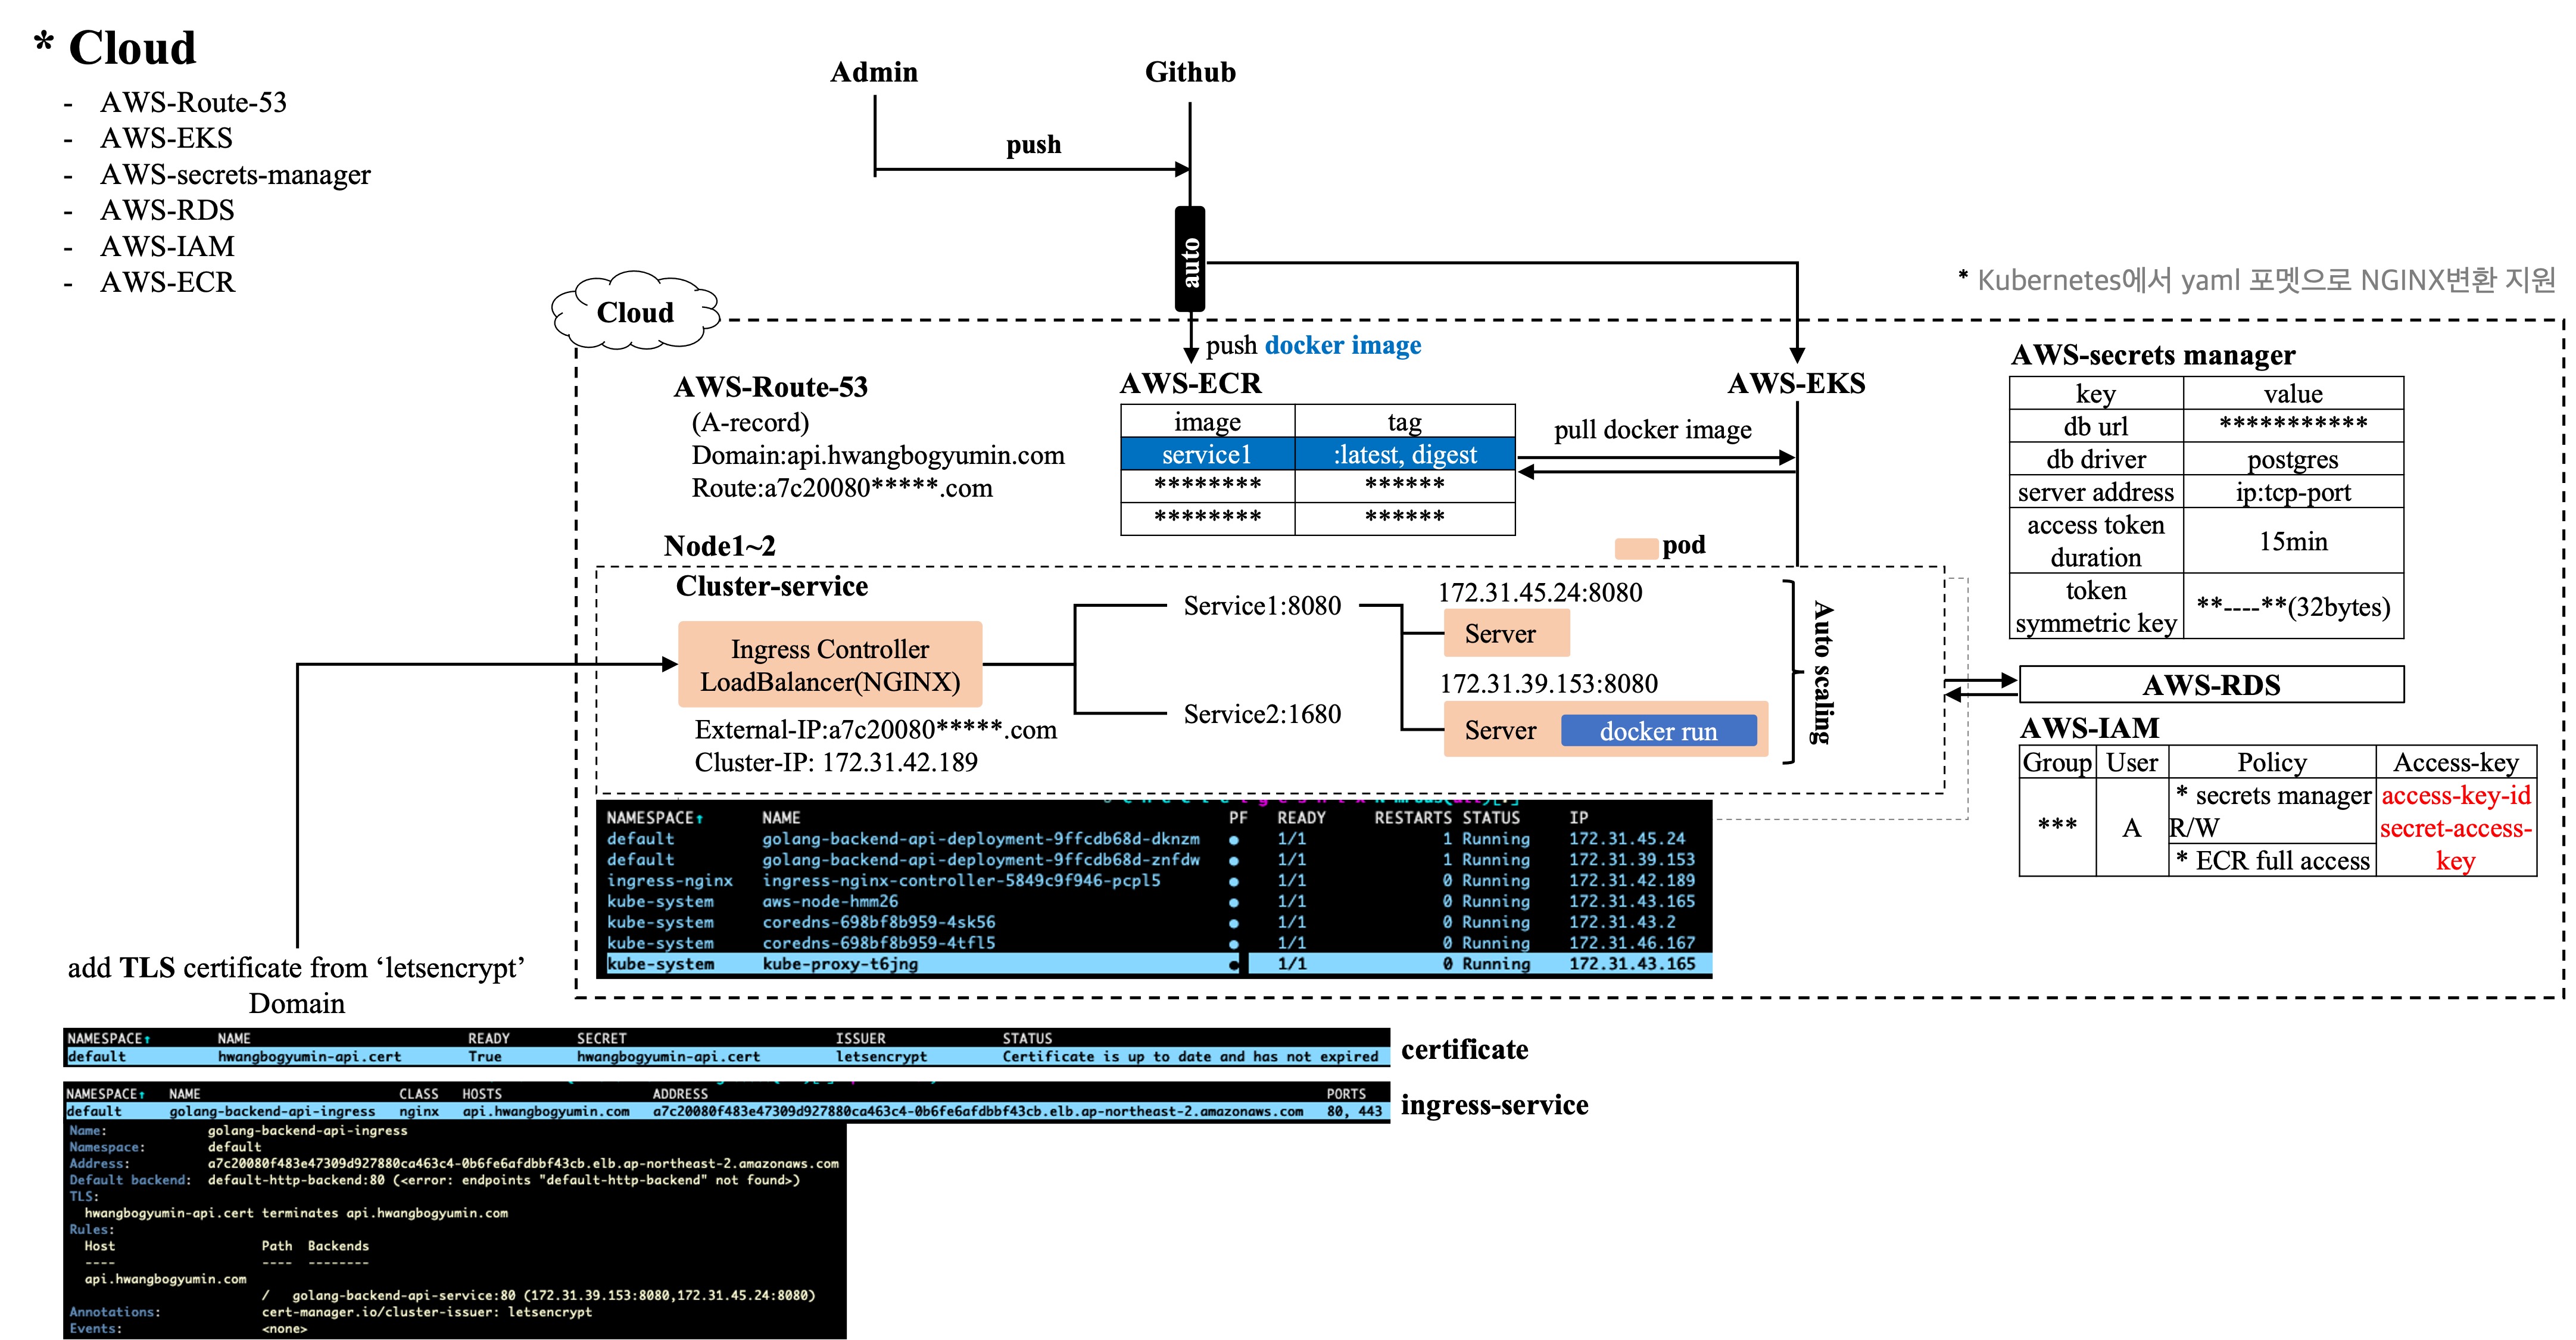 * Cloud
- AWS-Route-53
- AWS-EKS
- AWS-secrets-manager
- AWS-RDS
- AWS-IAM
- AWS-ECR
Admin
Github
push
auto
* Kubernetes에서 yaml 포멧으로 NGINX변환 지원
Cloud
push docker image
AWS-Route-53
(A-record)
Domain:api.hwangbogyumin.com
Route:a7c20080*****.com
AWS-ECR
image tag
service1 :latest, digest
******** ******
******** ******
pull docker image
AWS-EKS
AWS-secrets manager
key value
db url ***********
db driver postgres
server address ip:tcp-port
access token
duration
15min
token
symmetric key
**----**(32bytes)
Node1~2
pod
Cluster-service
Ingress Controller
LoadBalancer(NGINX)
External-IP:a7c20080*****.com
Cluster-IP: 172.31.42.189
Service1:8080
Service2:1680
172.31.45.24:8080
Server
172.31.39.153:8080
Server docker run
Auto scaling
AWS-RDS
AWS-IAM
Group User Policy Access-key
*** A
* secrets manager
R/W
* ECR full access
access-key-id
secret-access-
key
NAMESPACE↑ NAME PF READY RESTARTS STATUS IP
default golang-backend-api-deployment-9ffcdb68d-dknzm ● 1/1 1 Running 172.31.45.24
default golang-backend-api-deployment-9ffcdb68d-znfdw ● 1/1 1 Running 172.31.39.153
ingress-nginx ingress-nginx-controller-5849c9f946-pcpl5 ● 1/1 0 Running 172.31.42.189
kube-system aws-node-hmm26 ● 1/1 0 Running 172.31.43.165
kube-system coredns-698bf8b959-4sk56 ● 1/1 0 Running 172.31.43.2
kube-system coredns-698bf8b959-4tfl5 ● 1/1 0 Running 172.31.46.167
kube-system kube-proxy-t6jng ● 1/1 0 Running 172.31.43.165
add TLS certificate from ‘letsencrypt’
Domain
NAMESPACE↑ NAME READY SECRET ISSUER STATUS
default hwangbogyumin-api.cert True hwangbogyumin-api.cert letsencrypt Certificate is up to date and has not expired
certificate
NAMESPACE↑ NAME CLASS HOSTS ADDRESS PORTS
default golang-backend-api-ingress nginx api.hwangbogyumin.com a7c20080f483e47309d927880ca463c4-0b6fe6afdbbf43cb.elb.ap-northeast-2.amazonaws.com 80, 443
ingress-service
Name: golang-backend-api-ingress
Namespace: default
Address: a7c20080f483e47309d927880ca463c4-0b6fe6afdbbf43cb.elb.ap-northeast-2.amazonaws.com
Default backend: default-http-backend:80 (<error: endpoints "default-http-backend" not found>)
TLS:
hwangbogyumin-api.cert terminates api.hwangbogyumin.com
Rules:
Host Path Backends
---- ---- --------
api.hwangbogyumin.com
/ golang-backend-api-service:80 (172.31.39.153:8080,172.31.45.24:8080)
Annotations: cert-manager.io/cluster-issuer: letsencrypt
Events: <none>